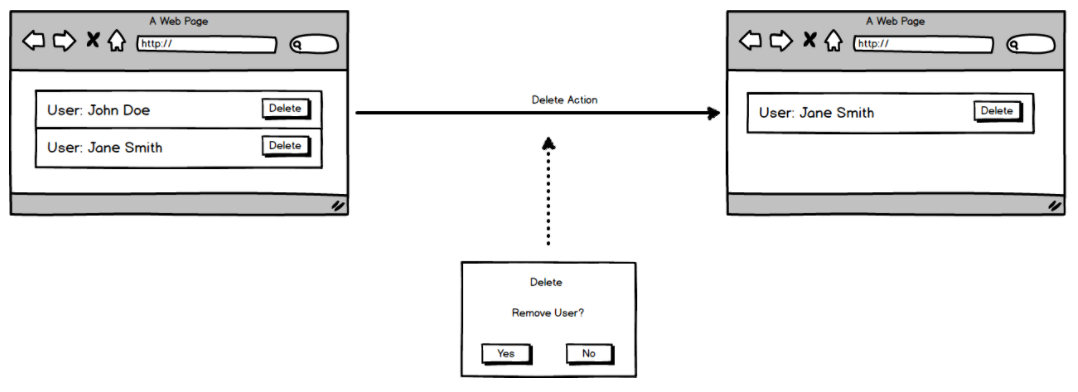 A Web Page
http://
User: John Doe
Delete
User: Jane Smith
Delete
Delete Action
A Web Page
http://
User: Jane Smith
Delete
Delete
Remove User?
Yes
No